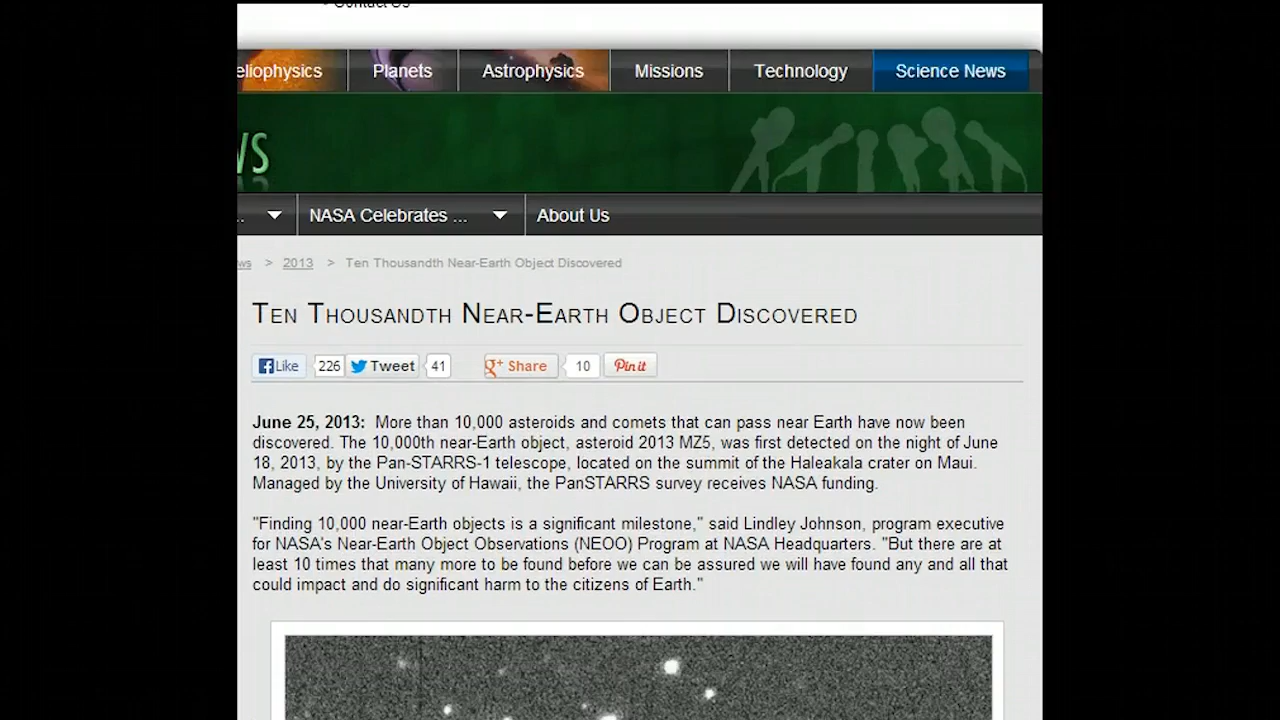 Contact Us
eliophysics Planets Astrophysics Missions Technology Science News
WS
... NASA Celebrates ... About Us
ws > 2013 > Ten Thousandth Near-Earth Object Discovered
Ten Thousandth Near-Earth Object Discovered
Like 226 Tweet 41 Share 10 Pin it
June 25, 2013: More than 10,000 asteroids and comets that can pass near Earth have now been
discovered. The 10,000th near-Earth object, asteroid 2013 MZ5, was first detected on the night of June
18, 2013, by the Pan-STARRS-1 telescope, located on the summit of the Haleakala crater on Maui.
Managed by the University of Hawaii, the PanSTARRS survey receives NASA funding.
"Finding 10,000 near-Earth objects is a significant milestone," said Lindley Johnson, program executive
for NASA's Near-Earth Object Observations (NEOO) Program at NASA Headquarters. "But there are at
least 10 times that many more to be found before we can be assured we will have found any and all that
could impact and do significant harm to the citizens of Earth."